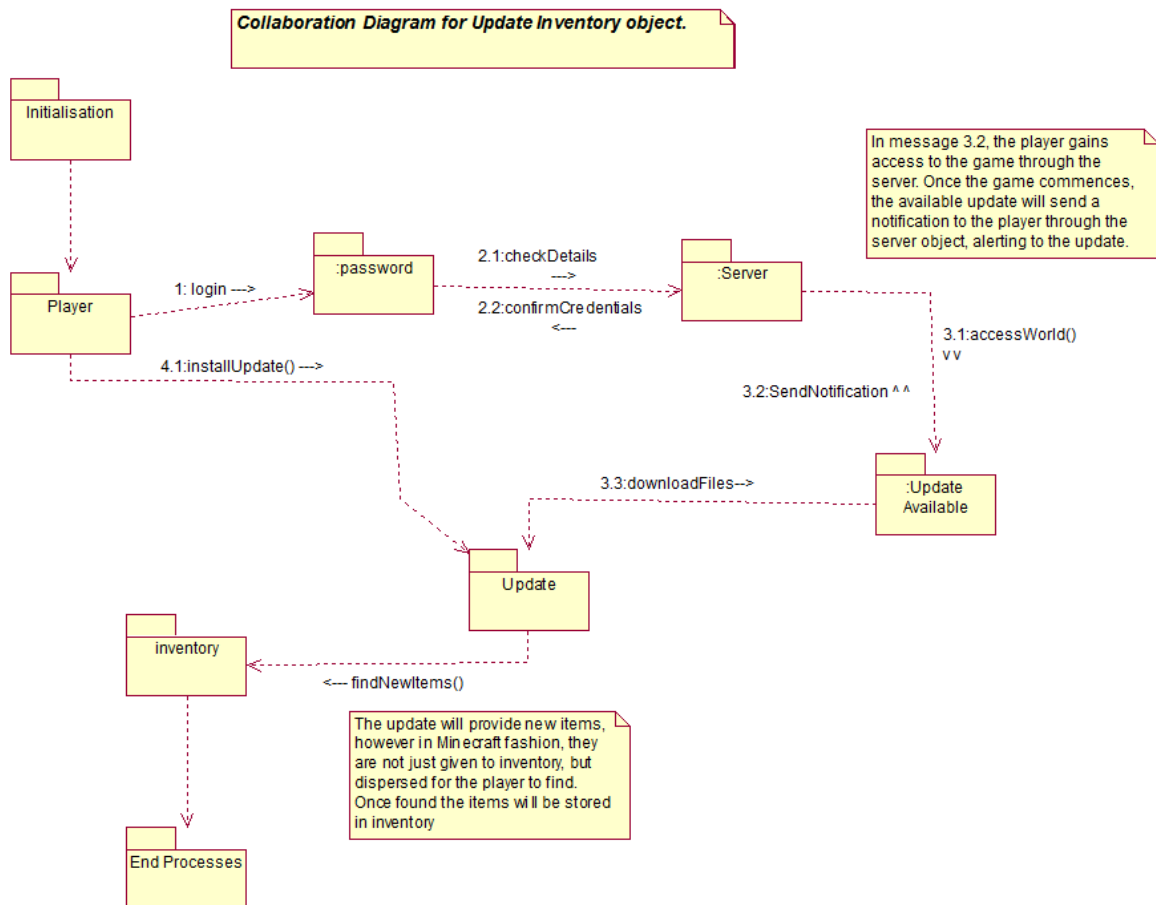 Collaboration Diagram for Update Inventory object.
Initialisation
In message 3.2, the player gains
access to the game through the
server. Once the game commences,
the available update will send a
notification to the player through the
server object, alerting to the update.
:password
2.1:checkDetails
--->
:Server
1: login --->
Player
2.2:confirmCredentials
<---
3.1:accessWorld()
v v
4.1:installUpdate() --->
3.2:SendNotification ^ ^
3.3:downloadFiles-->
:Update
Available
Update
inventory
<--- findNewItems()
The update will provide new items,
however in Minecraft fashion, they
are not just given to inventory, but
dispersed for the player to find.
Once found the items will be stored
in inventory
End Processes